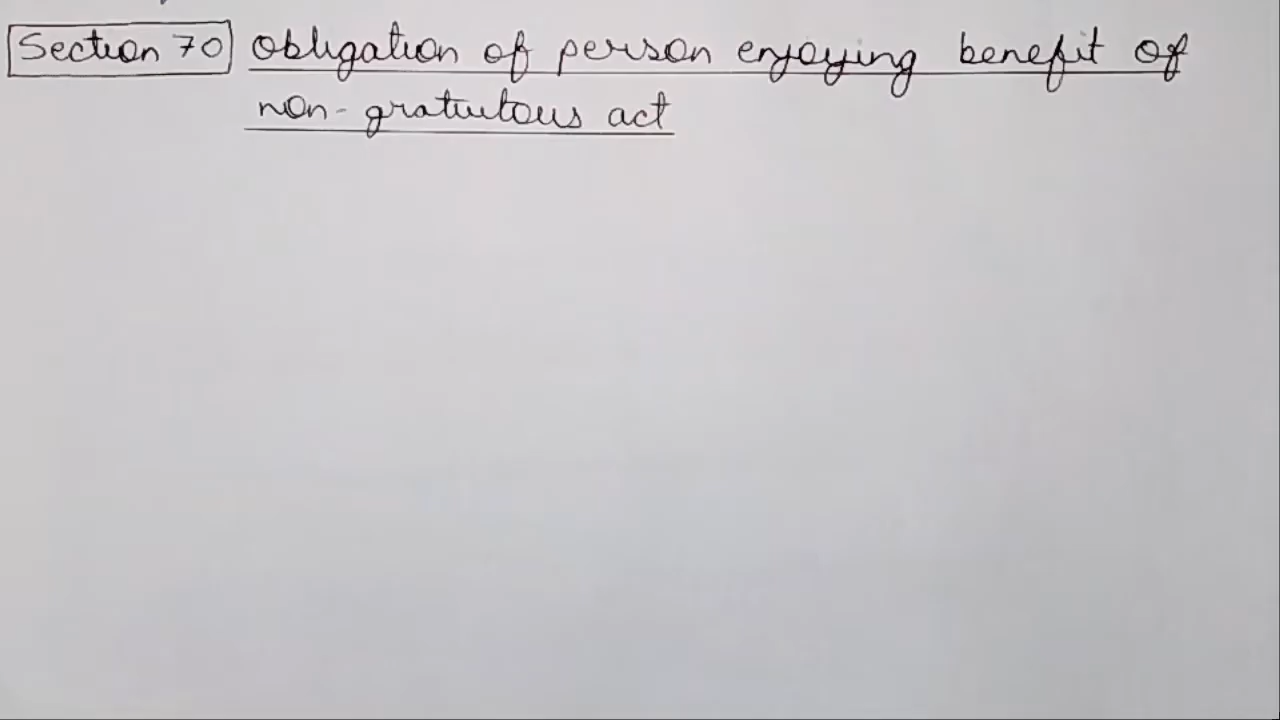 Section 70 obligation of person enjoying benefit of
non-gratuitous act